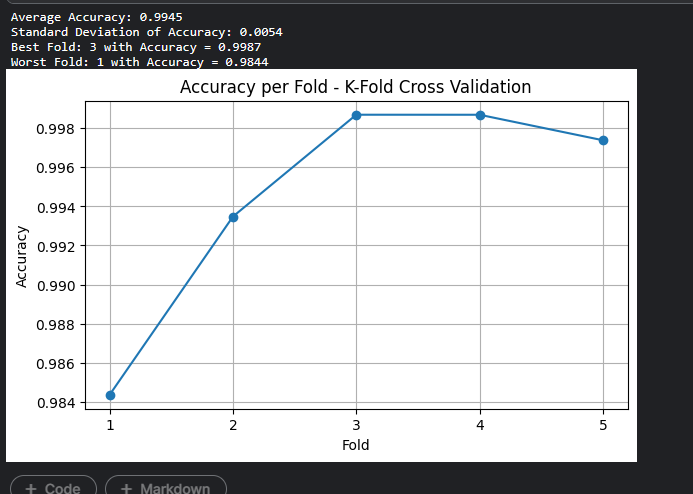 Average Accuracy: 0.9945
Standard Deviation of Accuracy: 0.0054
Best Fold: 3 with Accuracy = 0.9987
Worst Fold: 1 with Accuracy = 0.9844
Accuracy per Fold - K-Fold Cross Validation
0.998
0.996
0.994
0.992
0.990
0.988
0.986
0.984
Accuracy
1 2 3 4 5
Fold
+ Code + Markdown